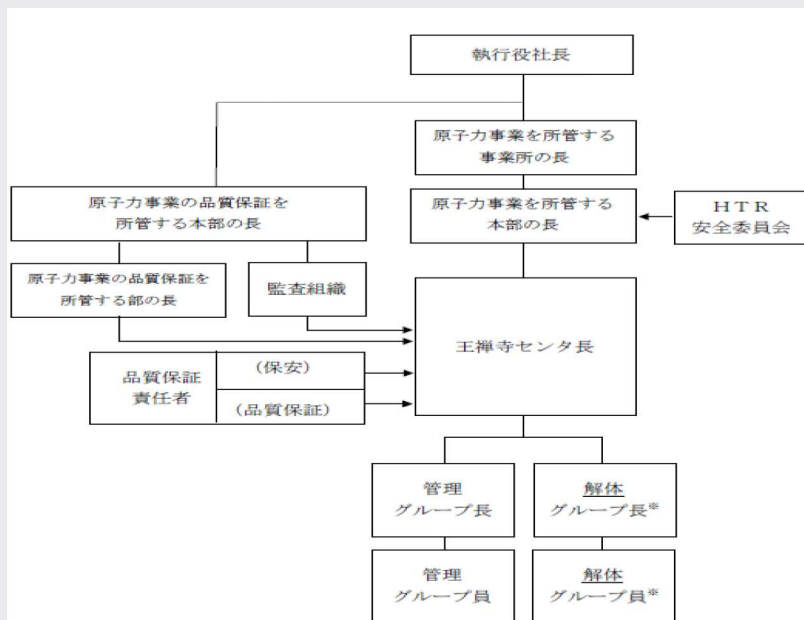 執行役社長
原子力事業を所管する
事業所の長
原子力事業の品質保証を
所管する本部の長
原子力事業を所管する
本部の長
HTR
安全委員会
原子力事業の品質保証を
所管する部の長
監査組織
王禅寺センタ長
品質保証
責任者
(保安)
(品質保証)
管理
グループ長
解体
グループ長※
管理
グループ員
解体
グループ員※